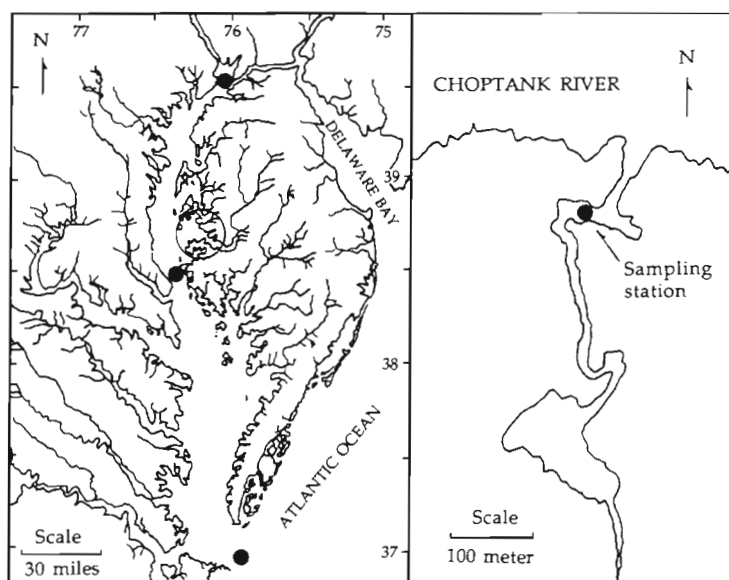 77 76 75
N
DELAWARE BAY
39
38
ATLANTIC OCEAN
Scale
30 miles
37
CHOPTANK RIVER
N
Sampling
station
Scale
100 meter